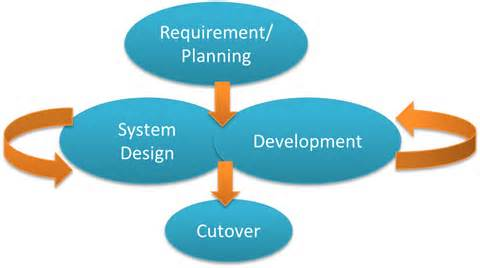 Requirement/
Planning
System
Design
Development
Cutover